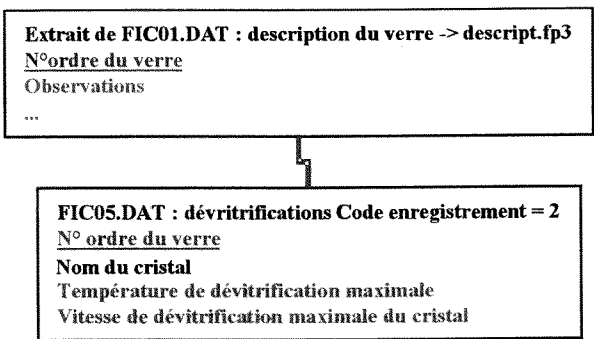 Extrait de FIC01.DAT : description du verre -> descript.fp3
N°ordre du verre
Observations
...
FIC05.DAT : dévritrifications Code enregistrement = 2
N° ordre du verre
Nom du cristal
Température de dévitrification maximale
Vitesse de dévitrification maximale du cristal